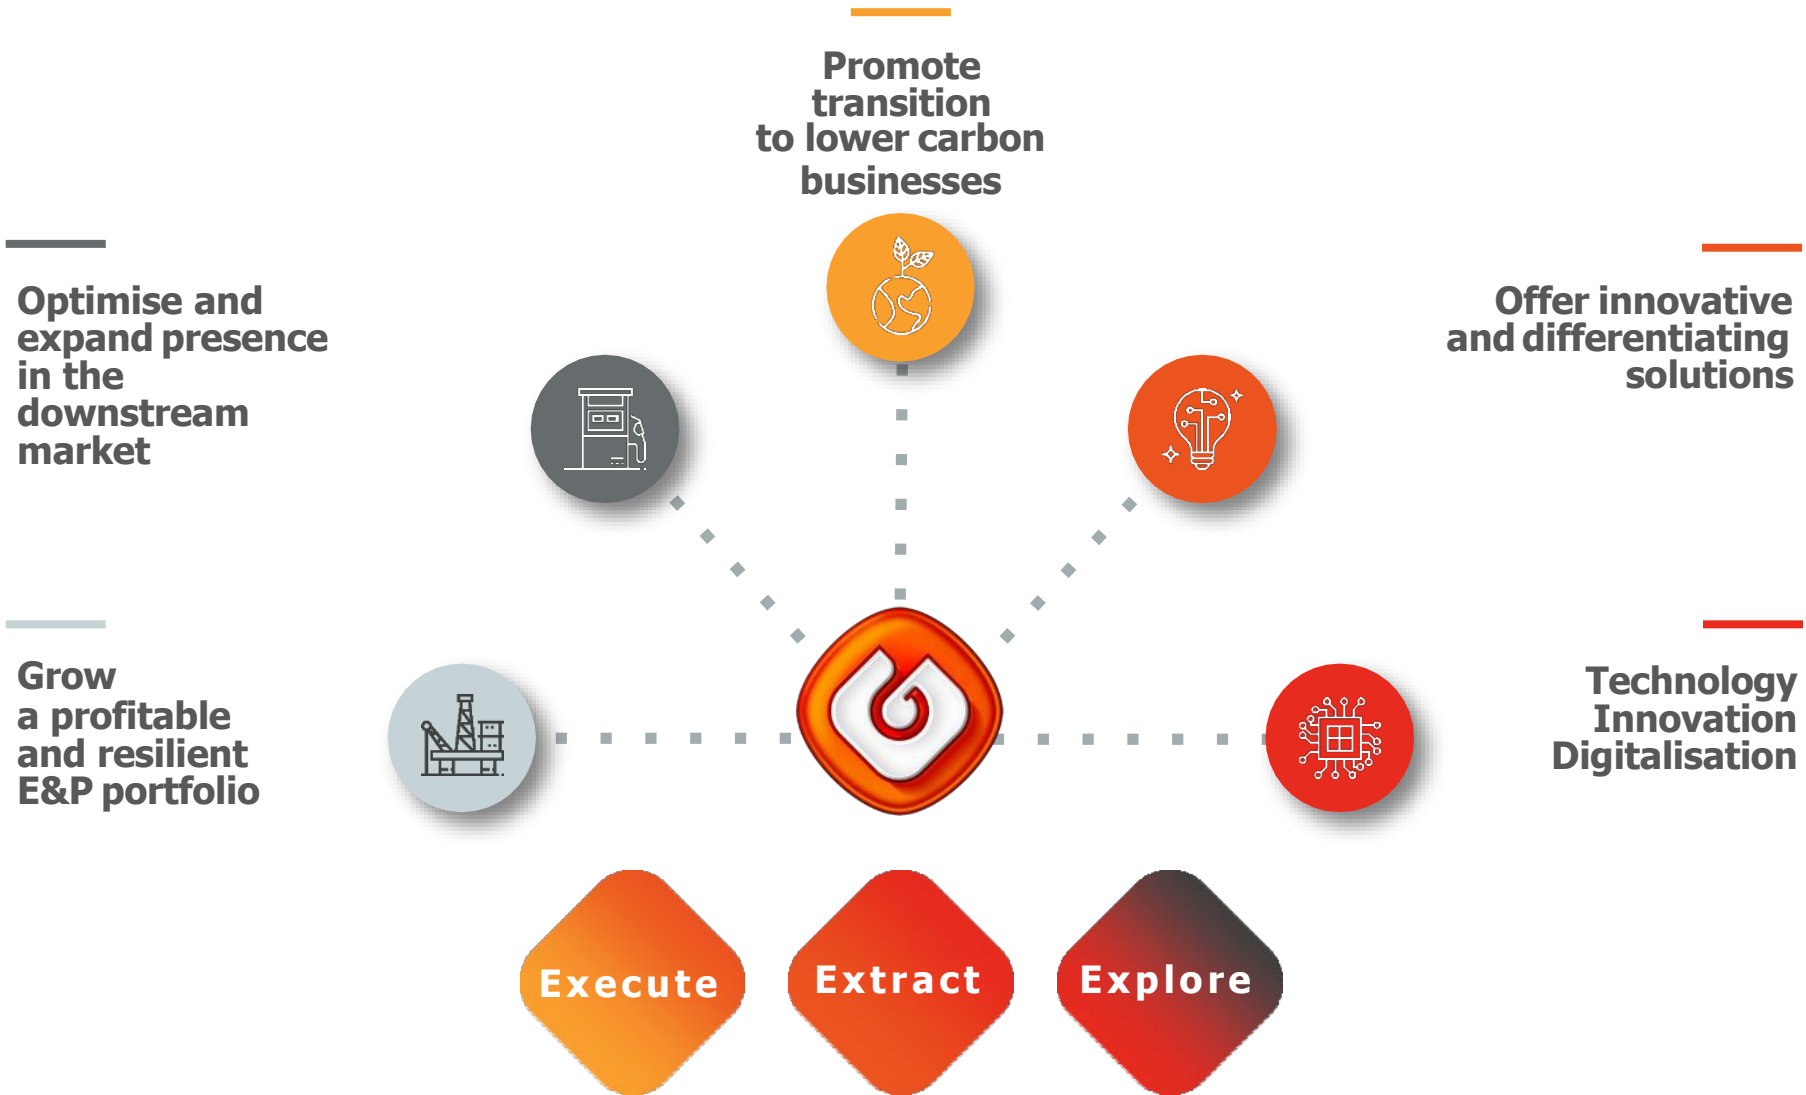 Promote
transition
to lower carbon
businesses
Optimise and
expand presence
in the
downstream
market
Offer innovative
and differentiating
solutions
Grow
a profitable
and resilient
E&P portfolio
Technology
Innovation
Digitalisation
Execute
Extract
Explore